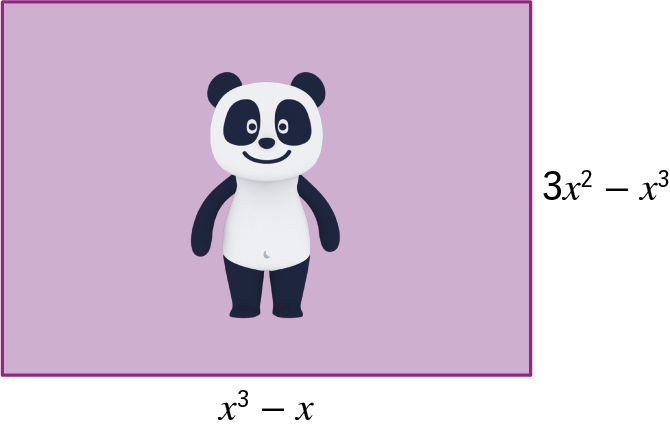 3x² − x³
x³ − x